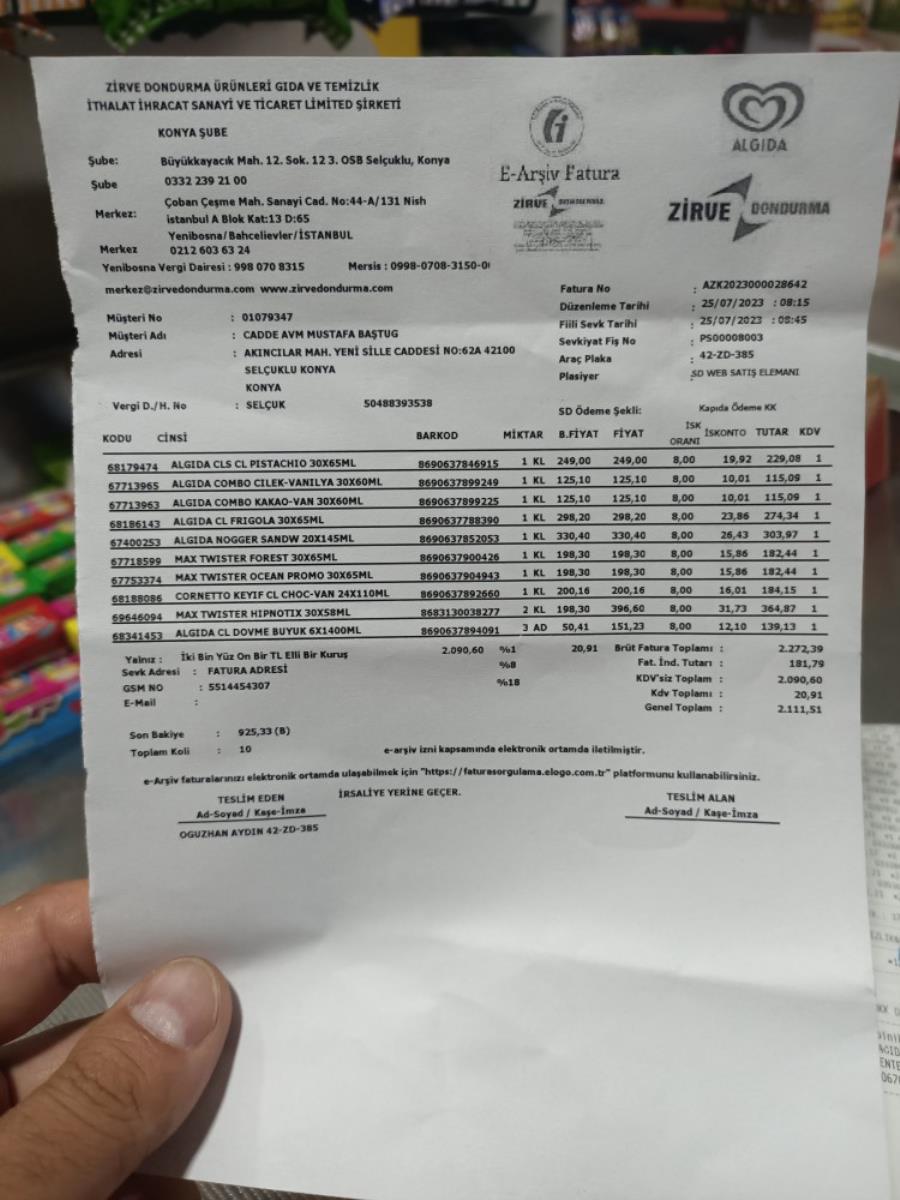 ZİRVE DONDURMA ÜRÜNLERİ GIDA VE TEMİZLİK
İTHALAT İHRACAT SANAYİ VE TİCARET LİMİTED ŞİRKETİ
KONYA ŞUBE
Şube: Büyükkayacık Mah. 12. Sok. 12 3. OSB Selçuklu, Konya
Şube 0332 239 21 00
Merkez: Çoban Çeşme Mah. Sanayi Cad. No:44-A/131 Nish
istanbul A Blok Kat:13 D:65
Yenibosna/Bahcelievler/İSTANBUL
Merkez 0212 603 63 24
Yenibosna Vergi Dairesi : 998 070 8315 Mersis : 0998-0708-3150-0
merkez@zirvedondurma.com www.zirvedondurma.com
E-Arşiv Fatura
ZİRVE
ALGIDA
ZİRVE DONDURMA
Fatura No : AZK2023000028642
Düzenleme Tarihi : 25/07/2023 : 08:15
Fiili Sevk Tarihi : 25/07/2023 : 08:45
Sevkiyat Fiş No : PS00008003
Araç Plaka : 42-ZD-385
Plasiyer : SD WEB SATIŞ ELEMANI
Müşteri No : 01079347
Müşteri Adı : CADDE AVM MUSTAFA BAŞTUG
Adresi : AKINCILAR MAH. YENİ SİLLE CADDESİ NO:62A 42100
SELÇUKLU KONYA
KONYA
Vergi D./H. No : SELÇUK 50488393538
SD Ödeme Şekli: Kapıda Ödeme KK
KODU CİNSİ BARKOD MİKTAR B.FİYAT FİYAT İSK ORANI İSKONTO TUTAR KDV
68179474 ALGIDA CLS CL PISTACHIO 30X65ML 8690637846915 1 KL 249,00 249,00 8,00 19,92 229,08 1
67713965 ALGIDA COMBO CILEK-VANILYA 30X60ML 8690637899249 1 KL 125,10 125,10 8,00 10,01 115,09 1
67713963 ALGIDA COMBO KAKAO-VAN 30X60ML 8690637899225 1 KL 125,10 125,10 8,00 10,01 115,09 1
68186143 ALGIDA CL FRIGOLA 30X65ML 8690637788390 1 KL 298,20 298,20 8,00 23,86 274,34 1
67400253 ALGIDA NOGGER SANDW 20X145ML 8690637852053 1 KL 330,40 330,40 8,00 26,43 303,97 1
67718599 MAX TWISTER FOREST 30X65ML 8690637900426 1 KL 198,30 198,30 8,00 15,86 182,44 1
67753374 MAX TWISTER OCEAN PROMO 30X65ML 8690637904943 1 KL 198,30 198,30 8,00 15,86 182,44 1
68188086 CORNETTO KEYIF CL CHOC-VAN 24X110ML 8690637892660 1 KL 200,16 200,16 8,00 16,01 184,15 1
69646094 MAX TWISTER HIPNOTIX 30X58ML 8683130038277 2 KL 198,30 396,60 8,00 31,73 364,87 1
68341453 ALGIDA CL DOVME BUYUK 6X1400ML 8690637894091 3 AD 50,41 151,23 8,00 12,10 139,13 1
Yalnız : İki Bin Yüz On Bir TL Elli Bir Kuruş 2.090,60 %1 20,91 Brüt Fatura Toplamı : 2.272,39
Sevk Adresi : FATURA ADRESİ %8 Fat. İnd. Tutarı : 181,79
GSM NO : 5514454307 %18 KDV'siz Toplam : 2.090,60
E-Mail : Kdv Toplamı : 20,91
Genel Toplam : 2.111,51
Son Bakiye : 925,33 (B)
Toplam Koli : 10 e-arşiv izni kapsamında elektronik ortamda iletilmiştir.
e-Arşiv faturalarınızı elektronik ortamda ulaşabilmek için "https://faturasorgulama.elogo.com.tr" platformunu kullanabilirsiniz.
TESLİM EDEN İRSALİYE YERİNE GEÇER. TESLİM ALAN
Ad-Soyad / Kaşe-İmza Ad-Soyad / Kaşe-İmza
OGUZHAN AYDIN 42-ZD-385